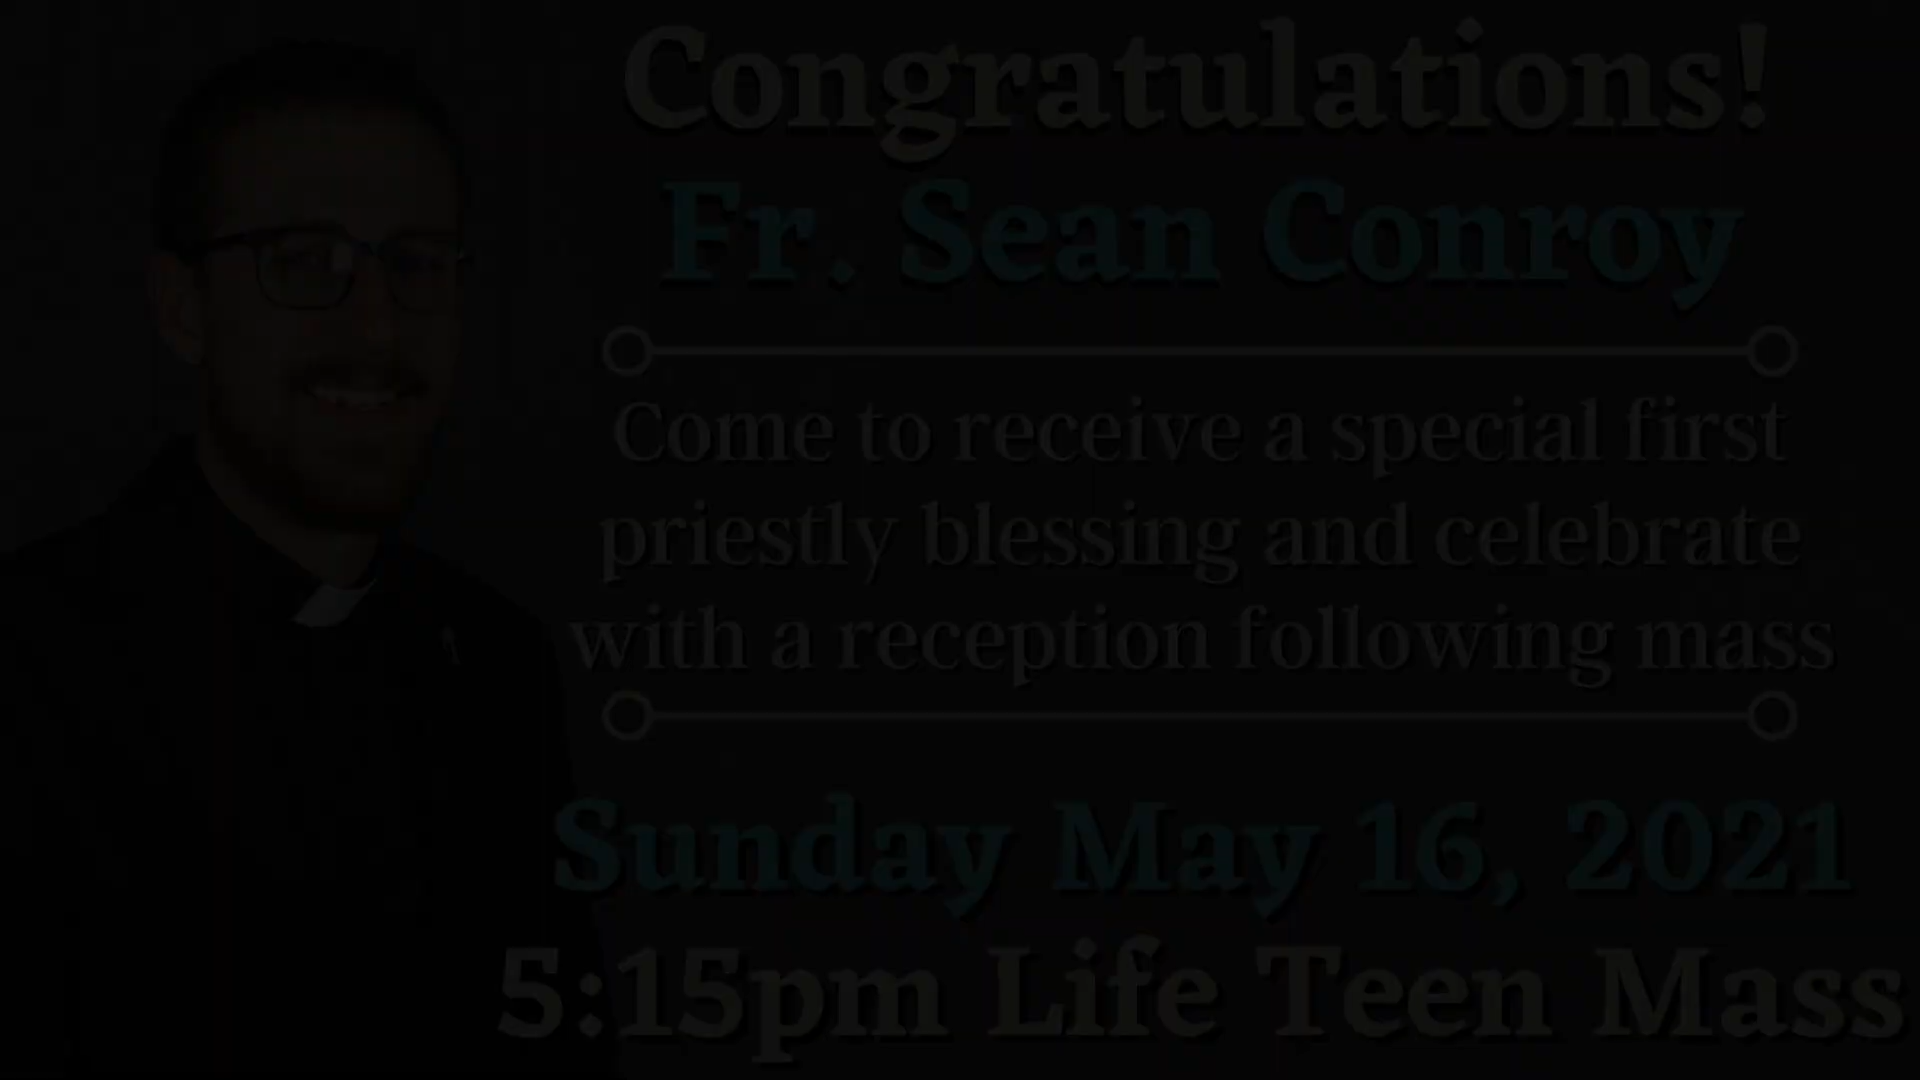 Congratulations!
Fr. Sean Conroy
Come to receive a special first
priestly blessing and celebrate
with a reception following mass
Sunday May 16, 2021
5:15pm Life Teen Mass